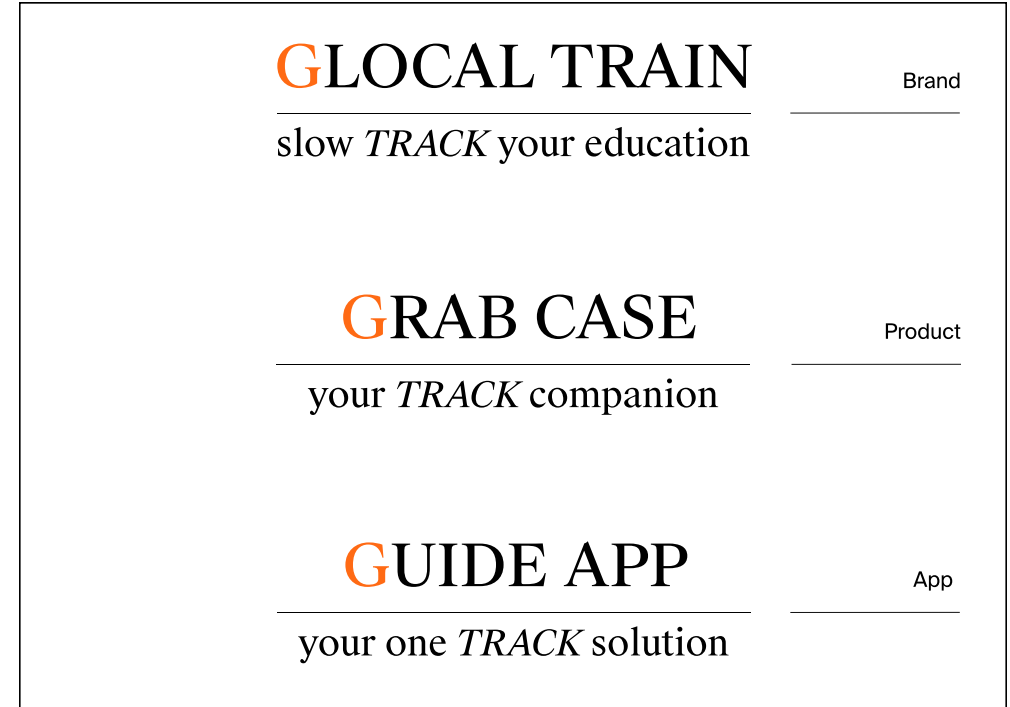 GLOCAL TRAIN
Brand
slow TRACK your education
GRAB CASE
Product
your TRACK companion
GUIDE APP
App
your one TRACK solution